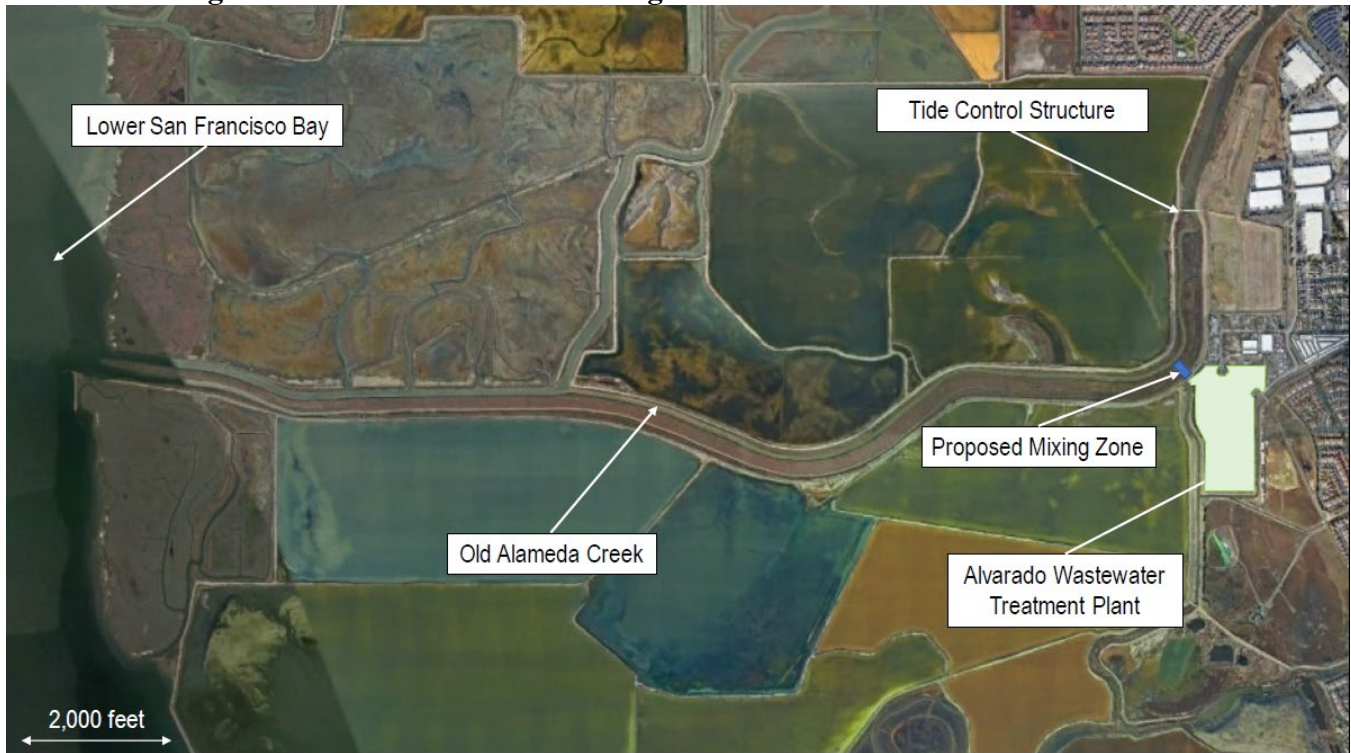 Lower San Francisco Bay
Tide Control Structure
Proposed Mixing Zone
Old Alameda Creek
Alvarado Wastewater
Treatment Plant
2,000 feet